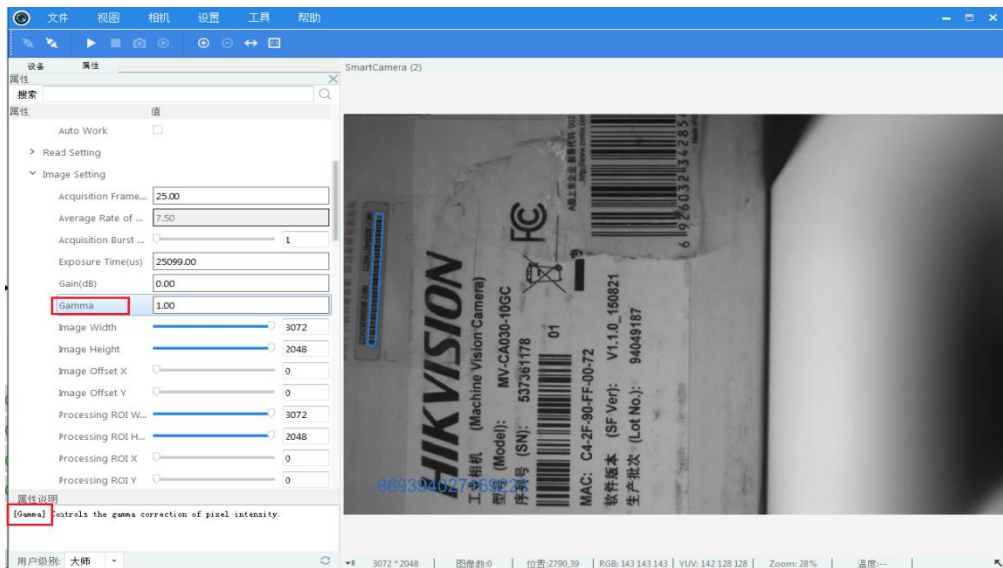 文件 视图 相机 设置 工具 帮助
设备 属性
属性
搜索
属性 值
Auto Work
Read Setting
Image Setting
Acquisition Frame... 25.00
Average Rate of ... 7.50
Acquisition Burst ... 1
Exposure Time(us) 25099.00
Gain(dB) 0.00
Gamma 1.00
Image Width 3072
Image Height 2048
Image Offset X 0
Image Offset Y 0
Processing ROI W... 3072
Processing ROI H... 2048
Processing ROI X 0
Processing ROI Y 0
属性说明
[Gamma] Controls the gamma correction of pixel intensity.
用户级别: 大师
SmartCamera (2)
6 926032 342854
FC
HIKVISION
工业相机 (Machine Vision Camera)
型号 (Model): MV-CA030-10GC
序列号 (SN): 537361178 01
MAC: C4-2F-90-FF-00-72
软件版本 (SF Ver): V1.1.0_150821
生产批次 (Lot No.): 94049187
3072 * 2048 图像数:0 位置:2790,39 RGB: 143 143 143 YUV: 142 128 128 Zoom: 28% 温度:--